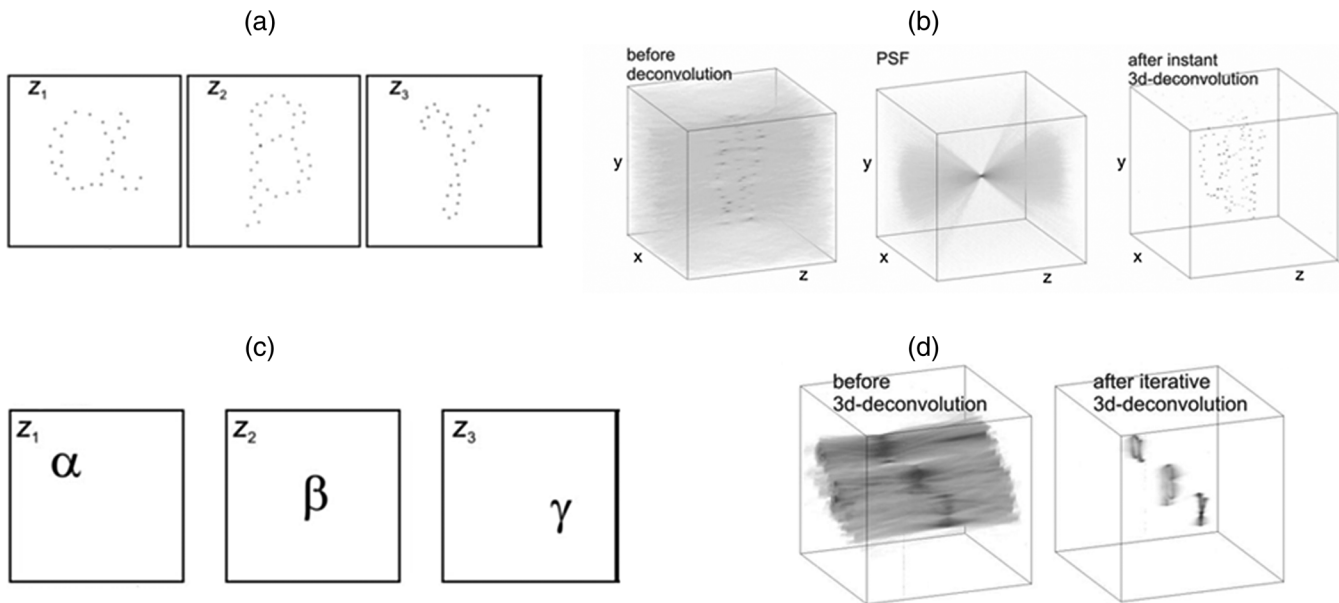 (a)
z₁ z₂ z₃
(b)
before
deconvolution
PSF
after instant
3d-deconvolution
y x z
y x z
y x z
(c)
z₁ z₂ z₃
α β γ
(d)
before
3d-deconvolution
after iterative
3d-deconvolution